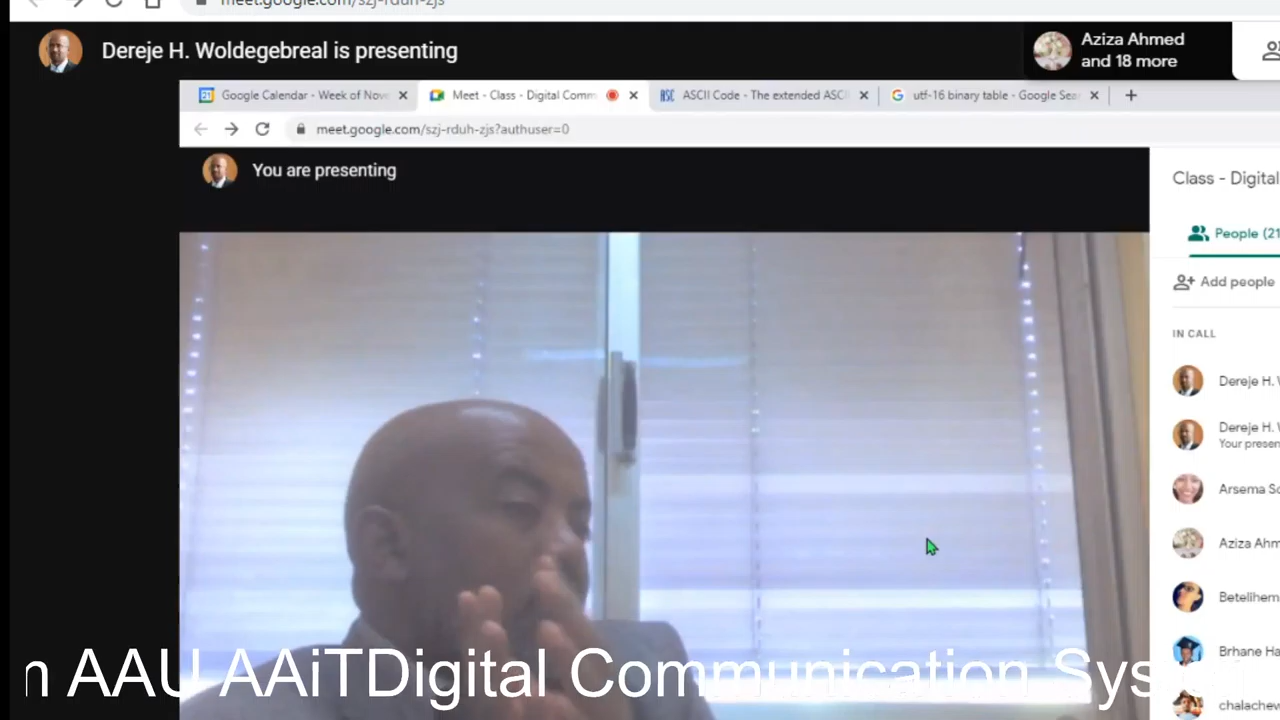 meet.google.com/szj-rduh-zjs
Dereje H. Woldegebreal is presenting
Aziza Ahmed
and 18 more
Google Calendar - Week of Nov
Meet - Class - Digital Comm
ASCII Code - The extended ASCI
utf-16 binary table - Google Sea
meet.google.com/szj-rduh-zjs?authuser=0
You are presenting
Class - Digital
People (21
Add people
IN CALL
Dereje H.
Dereje H. W
Your presen
Arsema So
Aziza Ahm
Betelihem
Brhane Ha
chalachew
n AAU AAiTDigital Communication System